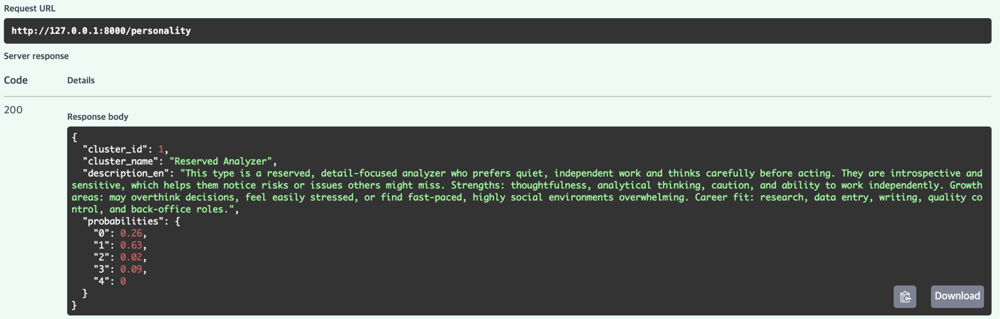 Request URL
http://127.0.0.1:8000/personality
Server response
Code Details
200
Response body
{
  "cluster_id": 1,
  "cluster_name": "Reserved Analyzer",
  "description_en": "This type is a reserved, detail-focused analyzer who prefers quiet, independent work and thinks carefully before acting. They are introspective and
sensitive, which helps them notice risks or issues others might miss. Strengths: thoughtfulness, analytical thinking, caution, and ability to work independently. Growth
areas: may overthink decisions, feel easily stressed, or find fast-paced, highly social environments overwhelming. Career fit: research, data entry, writing, quality co
ntrol, and back-office roles.",
  "probabilities": {
    "0": 0.26,
    "1": 0.63,
    "2": 0.02,
    "3": 0.09,
    "4": 0
  }
}
Download